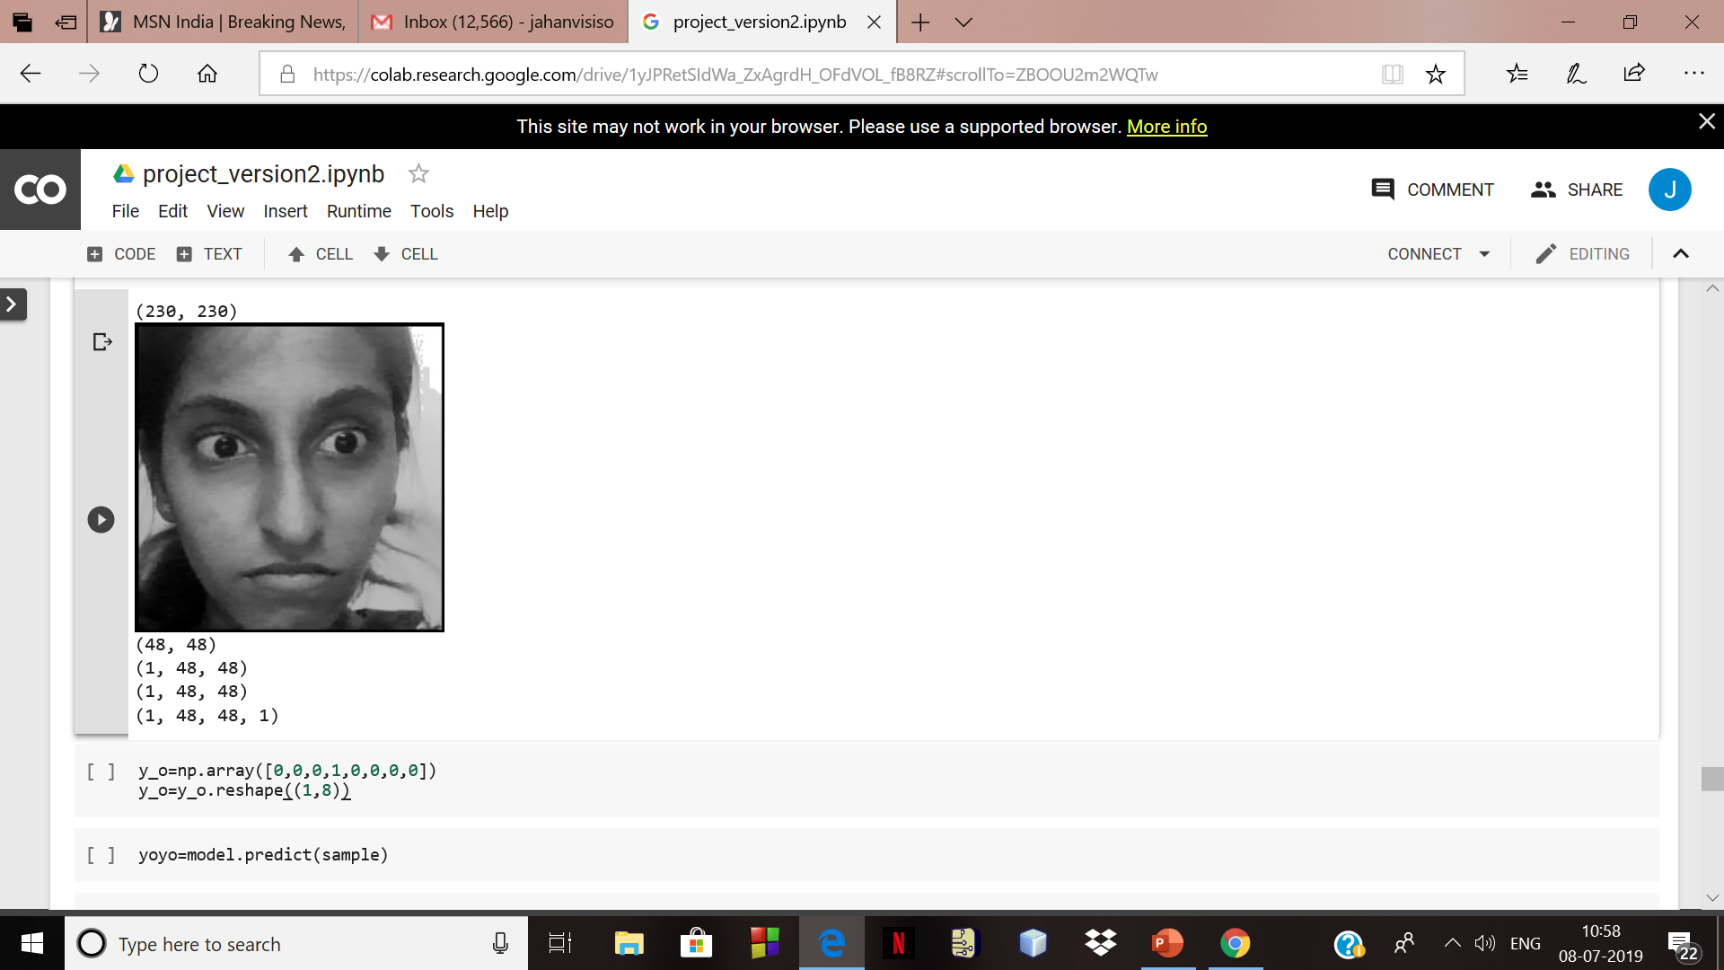 MSN India | Breaking News,
Inbox (12,566) - jahanvisiso
project_version2.ipynb
https://colab.research.google.com/drive/1yJPRetSIdWa_ZxAgrdH_OFdVOL_fB8RZ#scrollTo=ZBOOU2m2WQTw
This site may not work in your browser. Please use a supported browser. More info
CO
project_version2.ipynb
COMMENT
SHARE
J
File Edit View Insert Runtime Tools Help
CODE TEXT CELL CELL
CONNECT
EDITING
(230, 230)
(48, 48)
(1, 48, 48)
(1, 48, 48)
(1, 48, 48, 1)
[ ] y_o=np.array([0,0,0,1,0,0,0,0])
y_o=y_o.reshape((1,8))
[ ] yoyo=model.predict(sample)
Type here to search
N
P
ENG
10:58
08-07-2019
22